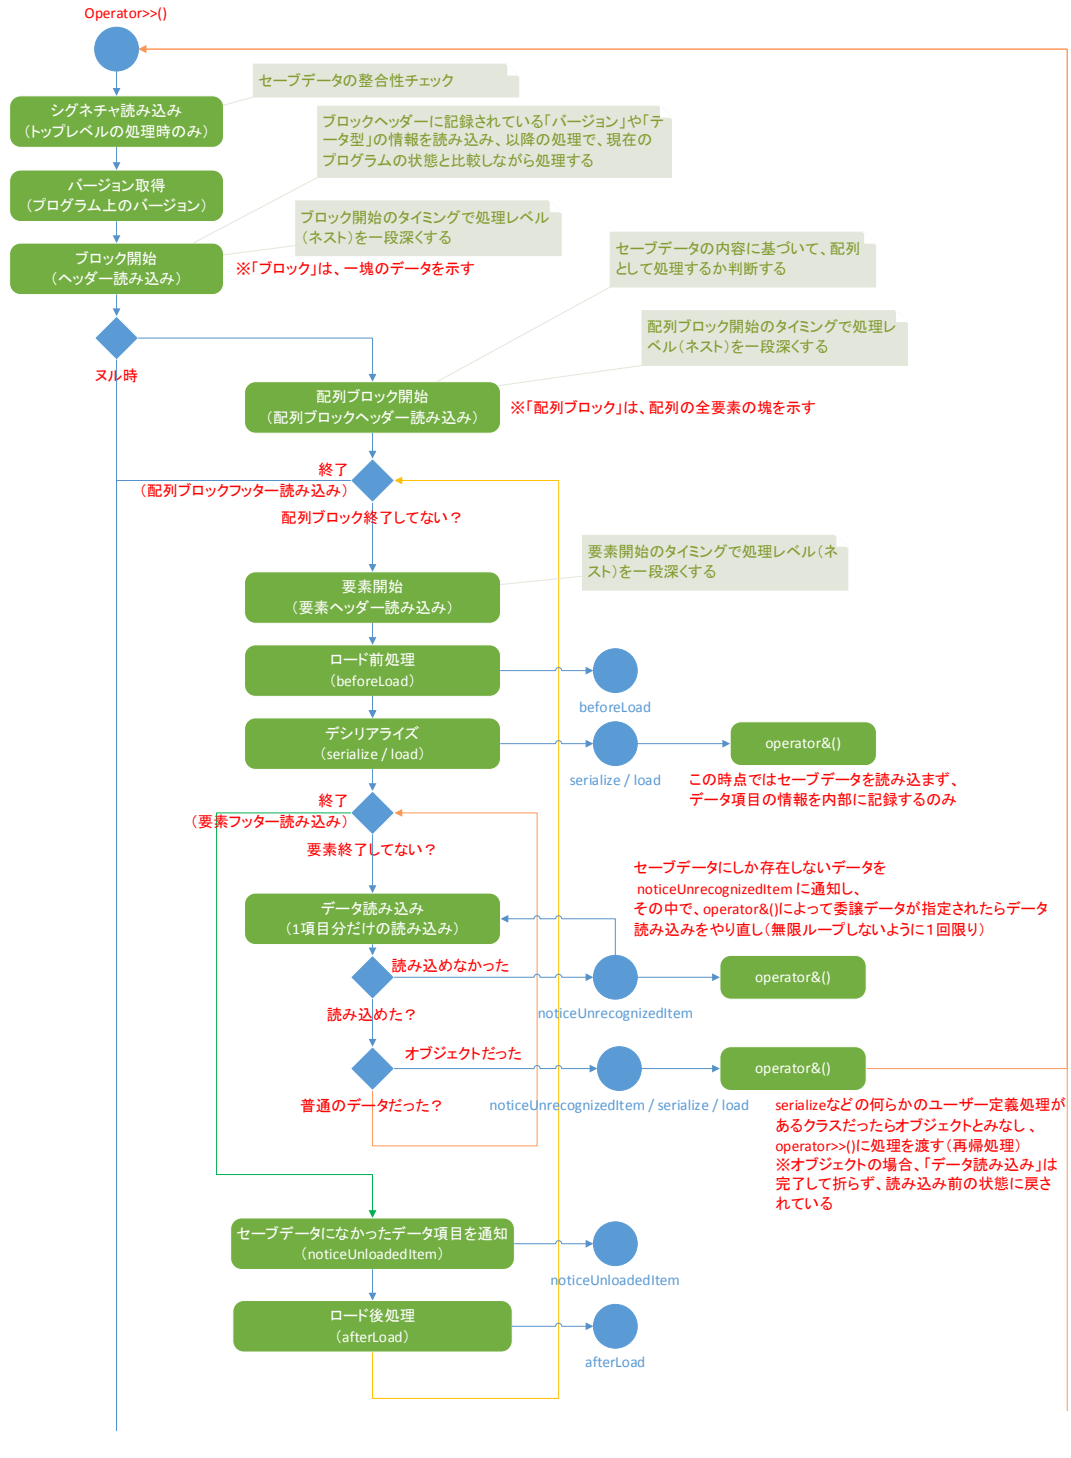 Operator>>()
セーブデータの整合性チェック
シグネチャ読み込み
（トップレベルの処理時のみ）
ブロックヘッダーに記録されている「バージョン」や「デ
ータ型」の情報を読み込み、以降の処理で、現在の
プログラムの状態と比較しながら処理する
バージョン取得
（プログラム上のバージョン）
ブロック開始のタイミングで処理レベル
（ネスト）を一段深くする
ブロック開始
（ヘッダー読み込み）
※「ブロック」は、一塊のデータを示す
セーブデータの内容に基づいて、配列
として処理するか判断する
配列ブロック開始のタイミングで処理レ
ベル（ネスト）を一段深くする
ヌル時
配列ブロック開始
（配列ブロックヘッダー読み込み）
※「配列ブロック」は、配列の全要素の塊を示す
終了
（配列ブロックフッター読み込み）
配列ブロック終了してない？
要素開始のタイミングで処理レベル（ネ
スト）を一段深くする
要素開始
（要素ヘッダー読み込み）
ロード前処理
（beforeLoad）
beforeLoad
デシリアライズ
（serialize / load）
serialize / load
operator&()
この時点ではセーブデータを読み込まず、
データ項目の情報を内部に記録するのみ
終了
（要素フッター読み込み）
要素終了してない？
セーブデータにしか存在しないデータを
noticeUnrecognizedItem に通知し、
その中で、operator&()によって委譲データが指定されたらデータ
読み込みをやり直し（無限ループしないように１回限り）
データ読み込み
（1項目分だけの読み込み）
読み込めなかった
operator&()
noticeUnrecognizedItem
読み込めた？
オブジェクトだった
operator&()
普通のデータだった？
noticeUnrecognizedItem / serialize / load
serializeなどの何らかのユーザー定義処理が
あるクラスだったらオブジェクトとみなし、
operator>>()に処理を渡す（再帰処理）
※オブジェクトの場合、「データ読み込み」は
完了して折らず、読み込み前の状態に戻さ
れている
セーブデータになかったデータ項目を通知
（noticeUnloadedItem）
noticeUnloadedItem
ロード後処理
（afterLoad）
afterLoad